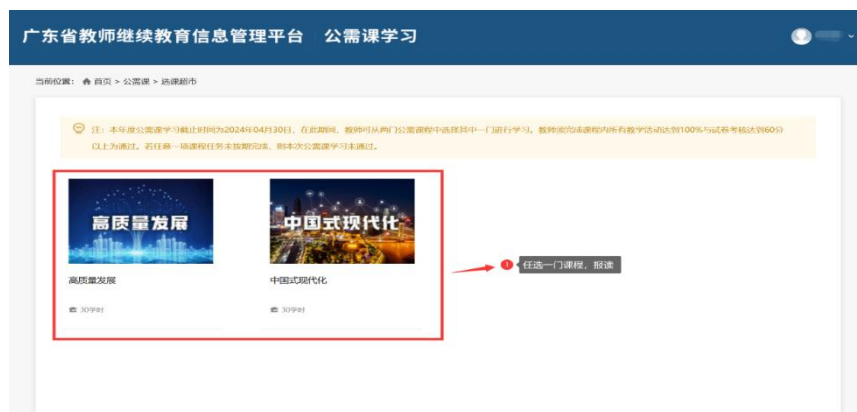 广东省教师继续教育信息管理平台 公需课学习
当前位置： 首页 > 公需课 > 选课超市
注：本年度公需课学习截止时间为2024年04月30日，在此期间，教师可从两门公需课程中选择其中一门进行学习，教师须完成课程内所有教学活动达到100%与试卷考核达到60分
以上为通过。若任意一项课程任务未按期完成，则本次公需课学习未通过。
高质量发展
中国式现代化
高质量发展
中国式现代化
30学时
30学时
1 任选一门课程，报读